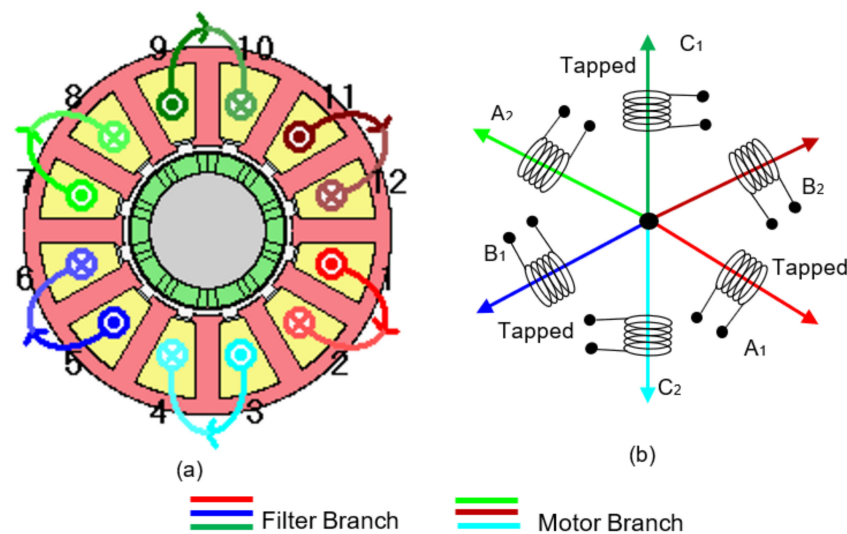 9 10
8 11
7 12
6 1
5 2
4 3
(a)
C1
Tapped
A2
B2
B1
Tapped
Tapped
A1
C2
(b)
Filter Branch
Motor Branch